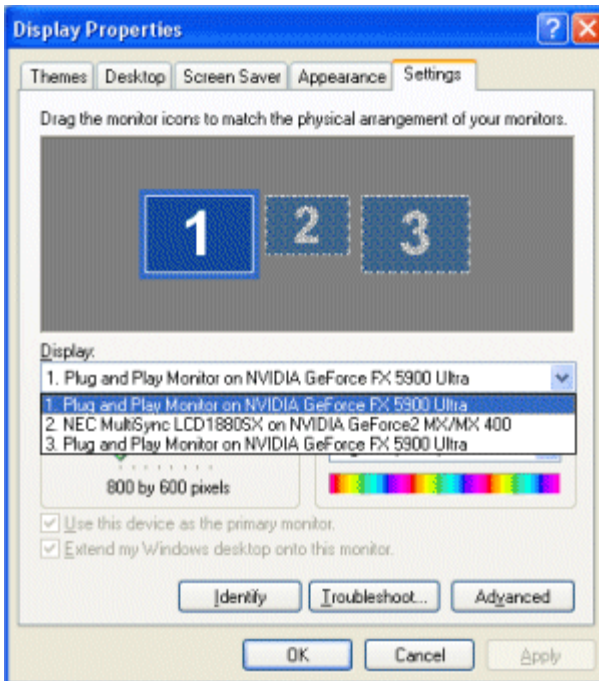 Display Properties
Themes Desktop Screen Saver Appearance Settings
Drag the monitor icons to match the physical arrangement of your monitors.
1 2 3
Display:
1. Plug and Play Monitor on NVIDIA GeForce FX 5900 Ultra
1. Plug and Play Monitor on NVIDIA GeForce FX 5900 Ultra
2. NEC MultiSync LCD1880SX on NVIDIA GeForce2 MX/MX 400
3. Plug and Play Monitor on NVIDIA GeForce FX 5900 Ultra
800 by 600 pixels
Use this device as the primary monitor.
Extend my Windows desktop onto this monitor.
Identify Troubleshoot... Advanced
OK Cancel Apply